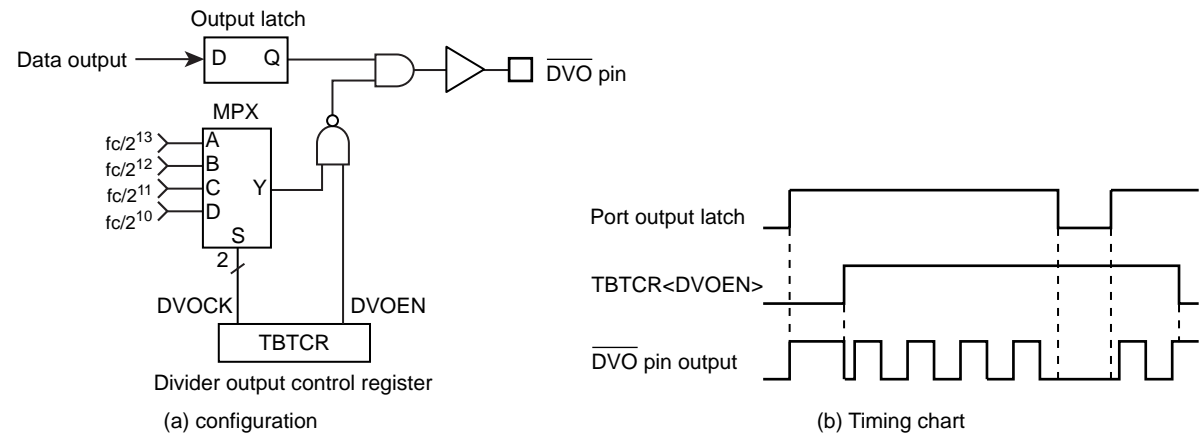 Output latch
Data output
D
Q
DVO pin
MPX
fc/2^13
A
fc/2^12
B
fc/2^11
C
Y
fc/2^10
D
S
2
DVOCK
DVOEN
TBTCR
Divider output control register
(a) configuration
Port output latch
TBTCR<DVOEN>
DVO pin output
(b) Timing chart